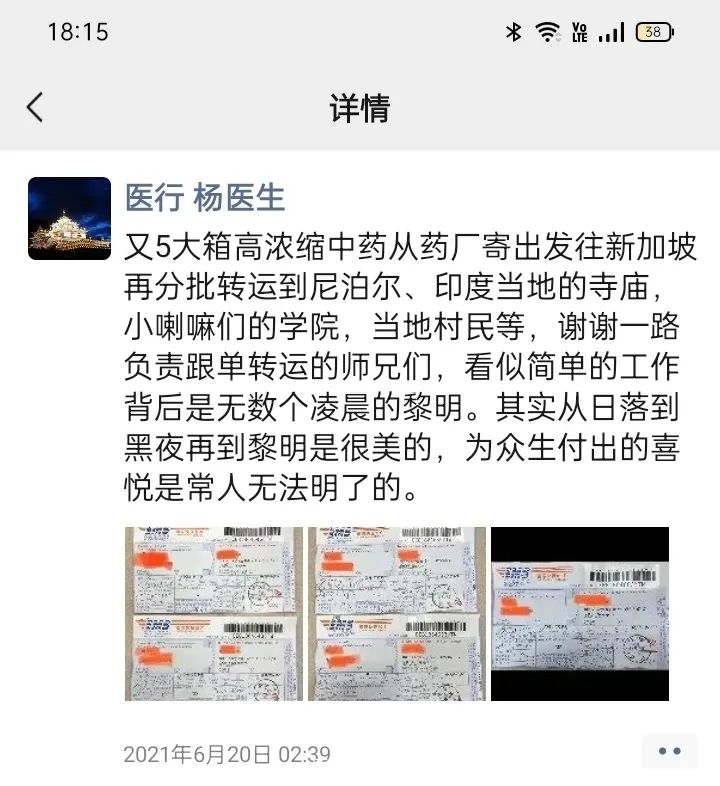 18:15
Vo LTE
38
详情
医行 杨医生
又5大箱高浓缩中药从药厂寄出发往新加坡
再分批转运到尼泊尔、印度当地的寺庙，
小喇嘛们的学院，当地村民等，谢谢一路
负责跟单转运的师兄们，看似简单的工作
背后是无数个凌晨的黎明。其实从日落到
黑夜再到黎明是很美的，为众生付出的喜
悦是常人无法明了的。
EMS
EMS
EMS
EMS
EMS
2021年6月20日 02:39